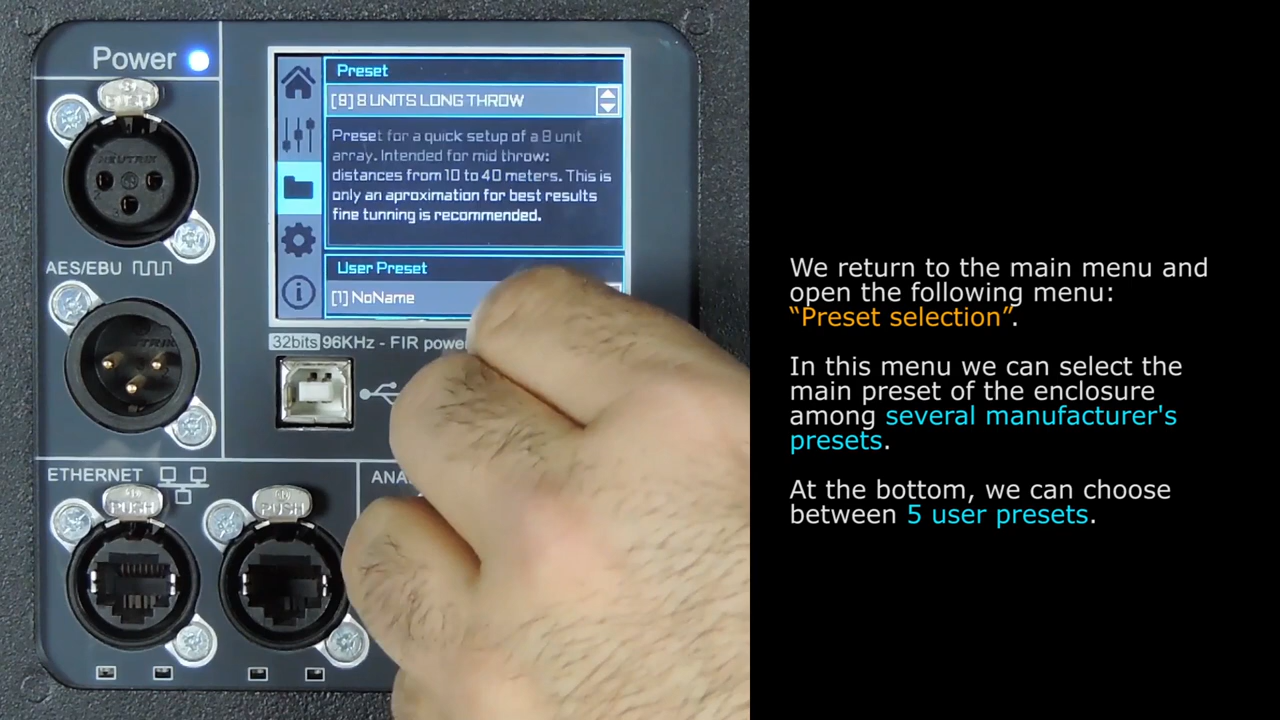 Power
Preset
[8] 8 UNITS LONG THROW
Preset for a quick setup of a 8 unit
array. Intended for mid throw:
distances from 10 to 40 meters. This is
only an aproximation for best results
fine tunning is recommended.
User Preset
[1] NoName
NEUTRIK
AES/EBU
32bits 96KHz - FIR power
ETHERNET
PUSH
PUSH
We return to the main menu and
open the following menu:
“Preset selection”.
In this menu we can select the
main preset of the enclosure
among several manufacturer's
presets.
At the bottom, we can choose
between 5 user presets.